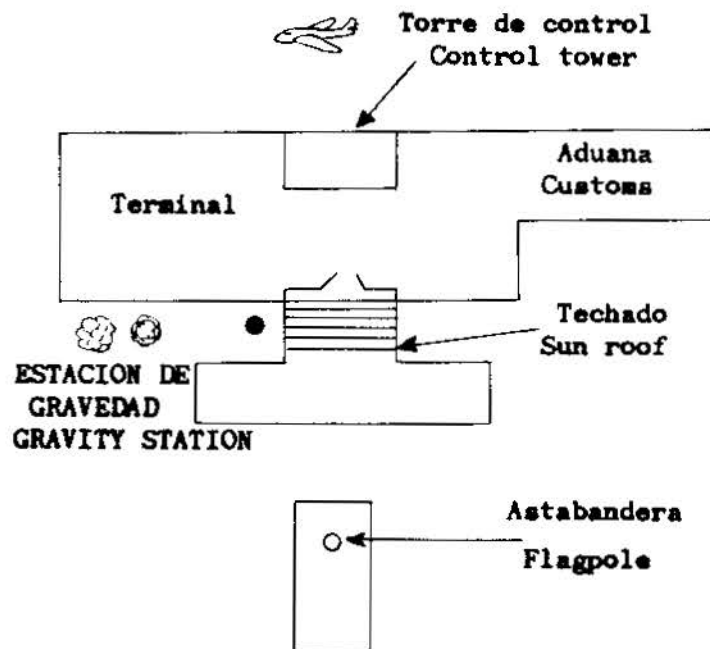 Torre de control
Control tower
Aduana
Customs
Terminal
Techado
Sun roof
ESTACION DE
GRAVEDAD
GRAVITY STATION
Astabandera
Flagpole